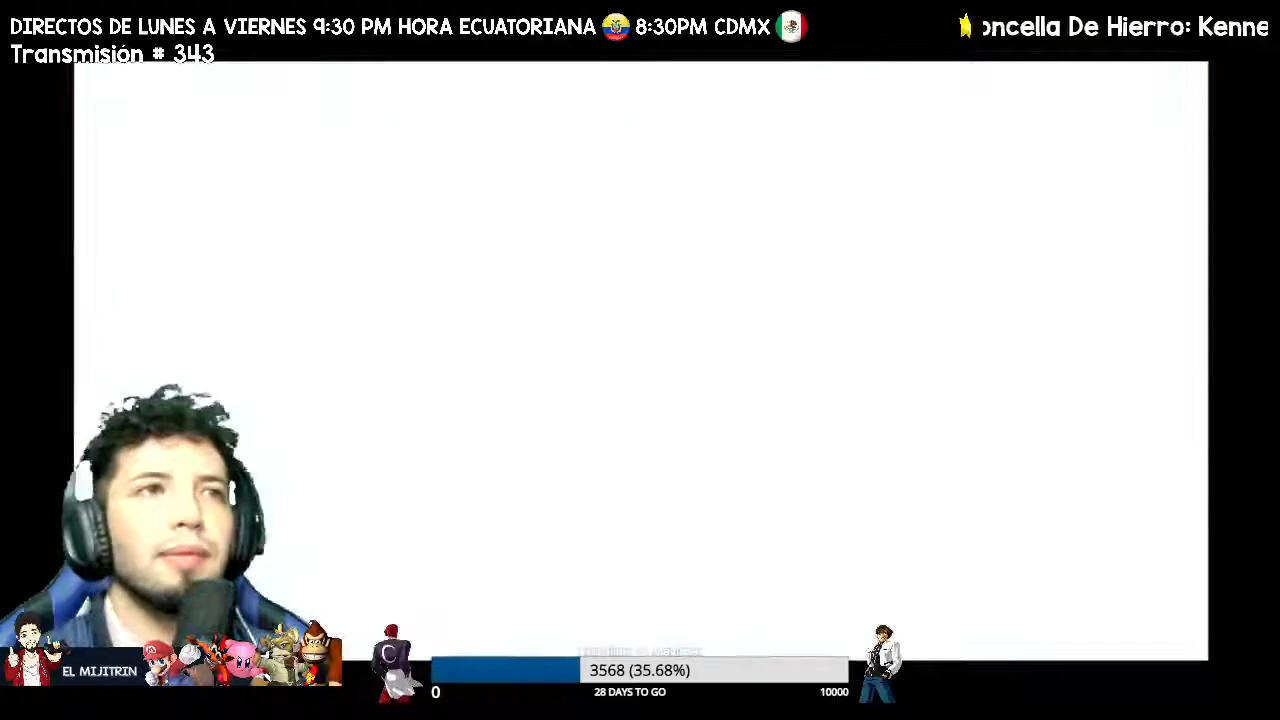 DIRECTOS DE LUNES A VIERNES 9:30 PM HORA ECUATORIANA 8:30PM CDMX
oncella De Hierro: Kenne
Transmisión # 343
EL MIJITRIN
3568 (35.68%)
0
28 DAYS TO GO
10000